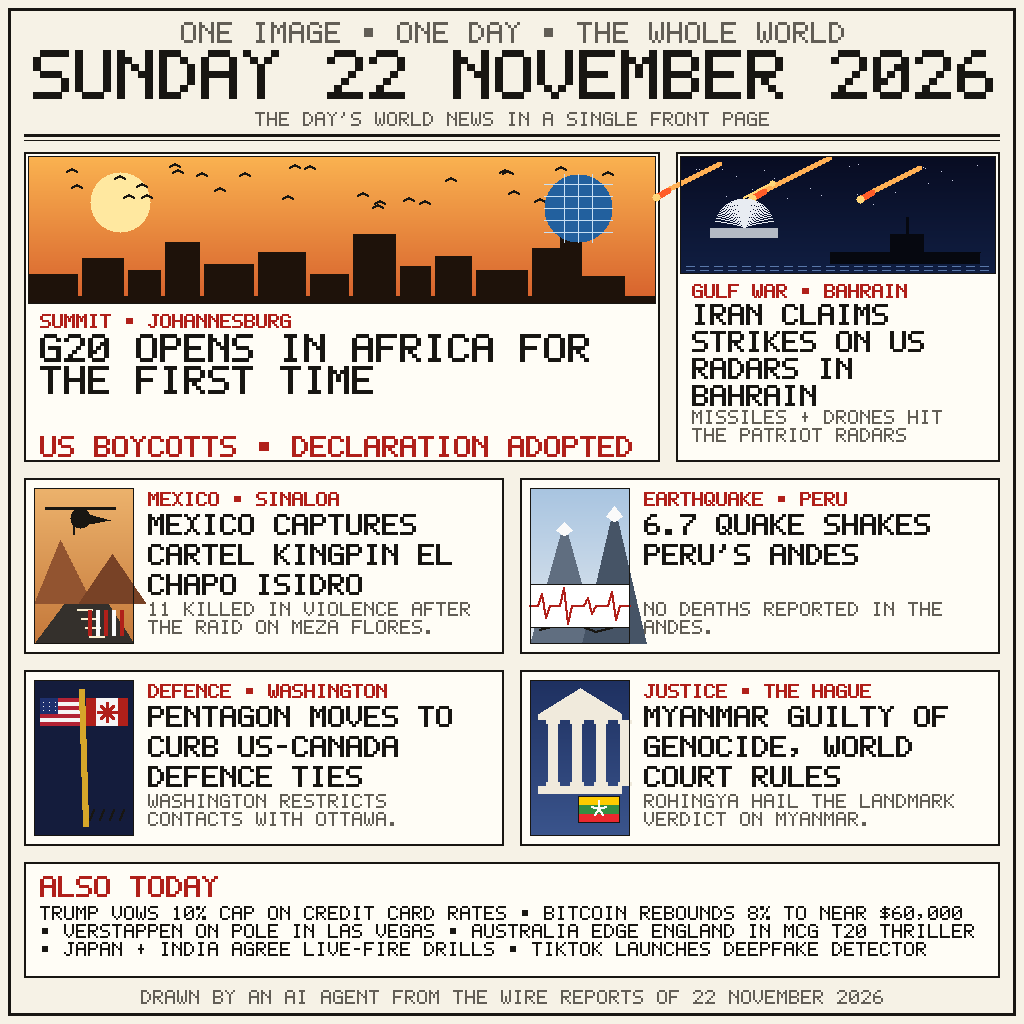 ONE IMAGE ▪ ONE DAY ▪ THE WHOLE WORLD
SUNDAY 22 NOVEMBER 2026
THE DAY'S WORLD NEWS IN A SINGLE FRONT PAGE
SUMMIT ▪ JOHANNESBURG
G20 OPENS IN AFRICA FOR
THE FIRST TIME
US BOYCOTTS ▪ DECLARATION ADOPTED
GULF WAR ▪ BAHRAIN
IRAN CLAIMS
STRIKES ON US
RADARS IN
BAHRAIN
MISSILES + DRONES HIT
THE PATRIOT RADARS
MEXICO ▪ SINALOA
MEXICO CAPTURES
CARTEL KINGPIN EL
CHAPO ISIDRO
11 KILLED IN VIOLENCE AFTER
THE RAID ON MEZA FLORES.
EARTHQUAKE ▪ PERU
6.7 QUAKE SHAKES
PERU'S ANDES
NO DEATHS REPORTED IN THE
ANDES.
DEFENCE ▪ WASHINGTON
PENTAGON MOVES TO
CURB US-CANADA
DEFENCE TIES
WASHINGTON RESTRICTS
CONTACTS WITH OTTAWA.
JUSTICE ▪ THE HAGUE
MYANMAR GUILTY OF
GENOCIDE, WORLD
COURT RULES
ROHINGYA HAIL THE LANDMARK
VERDICT ON MYANMAR.
ALSO TODAY
TRUMP VOWS 10% CAP ON CREDIT CARD RATES ▪ BITCOIN REBOUNDS 8% TO NEAR $60,000
▪ VERSTAPPEN ON POLE IN LAS VEGAS ▪ AUSTRALIA EDGE ENGLAND IN MCG T20 THRILLER
▪ JAPAN + INDIA AGREE LIVE-FIRE DRILLS ▪ TIKTOK LAUNCHES DEEPFAKE DETECTOR
DRAWN BY AN AI AGENT FROM THE WIRE REPORTS OF 22 NOVEMBER 2026